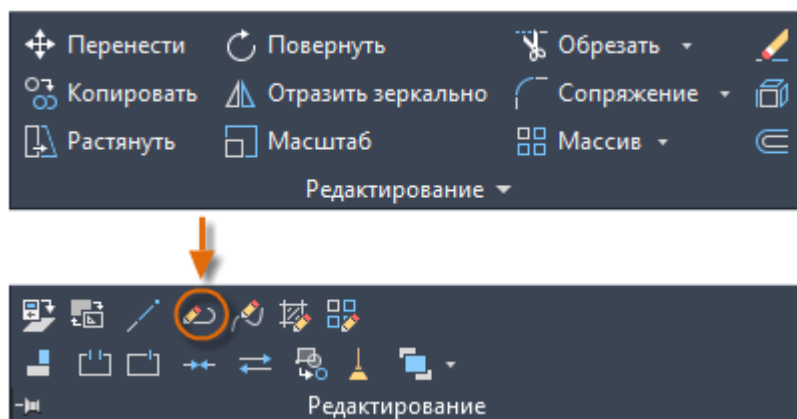 Перенести Повернуть Обрезать
Копировать Отразить зеркально Сопряжение
Растянуть Масштаб Массив
Редактирование
Редактирование